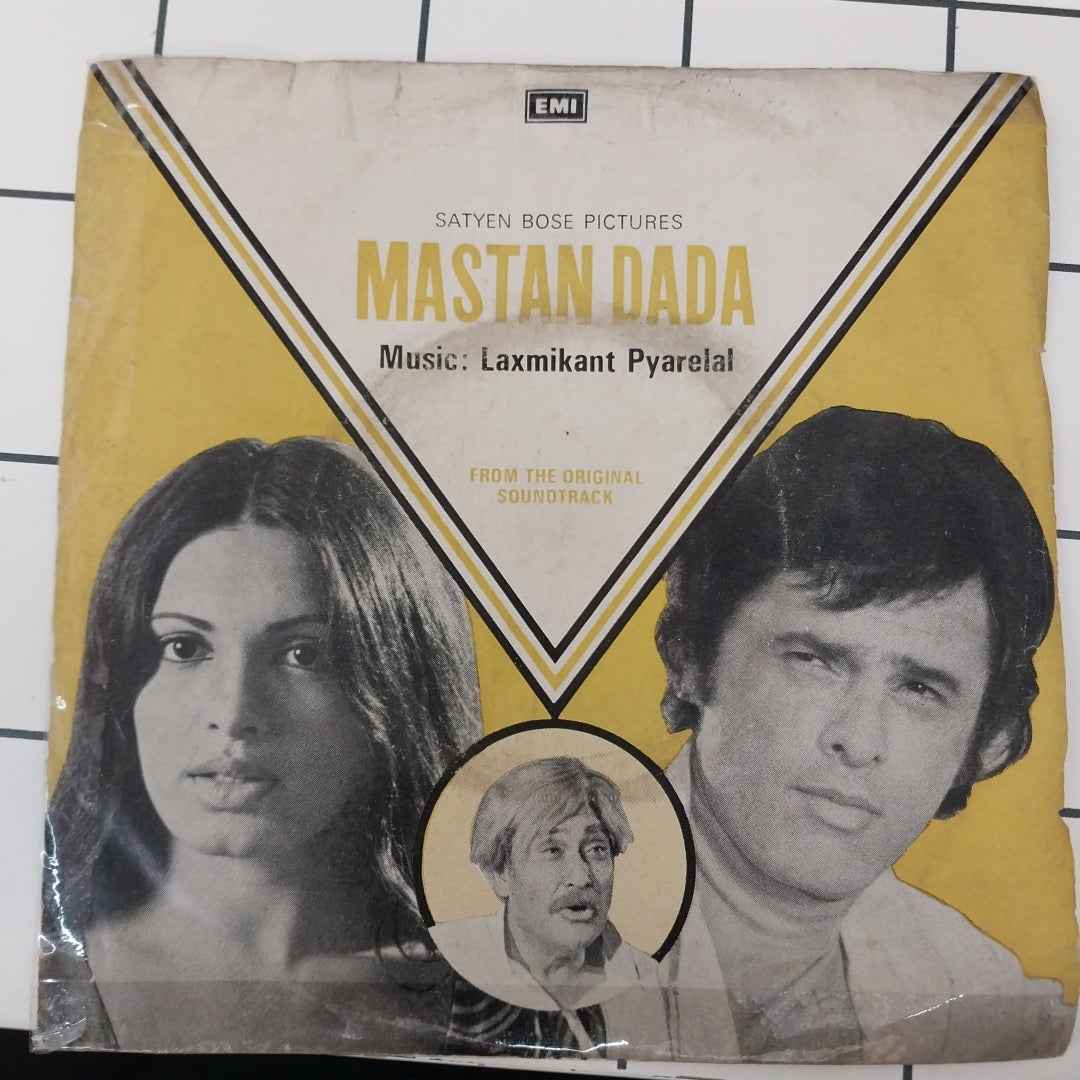 EMI
SATYEN BOSE PICTURES
MASTAN DADA
Music: Laxmikant Pyarelal
FROM THE ORIGINAL
SOUNDTRACK